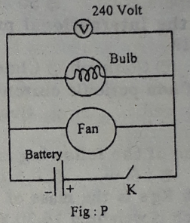 240 Volt
V
Bulb
Fan
Battery
− +
K
Fig : P